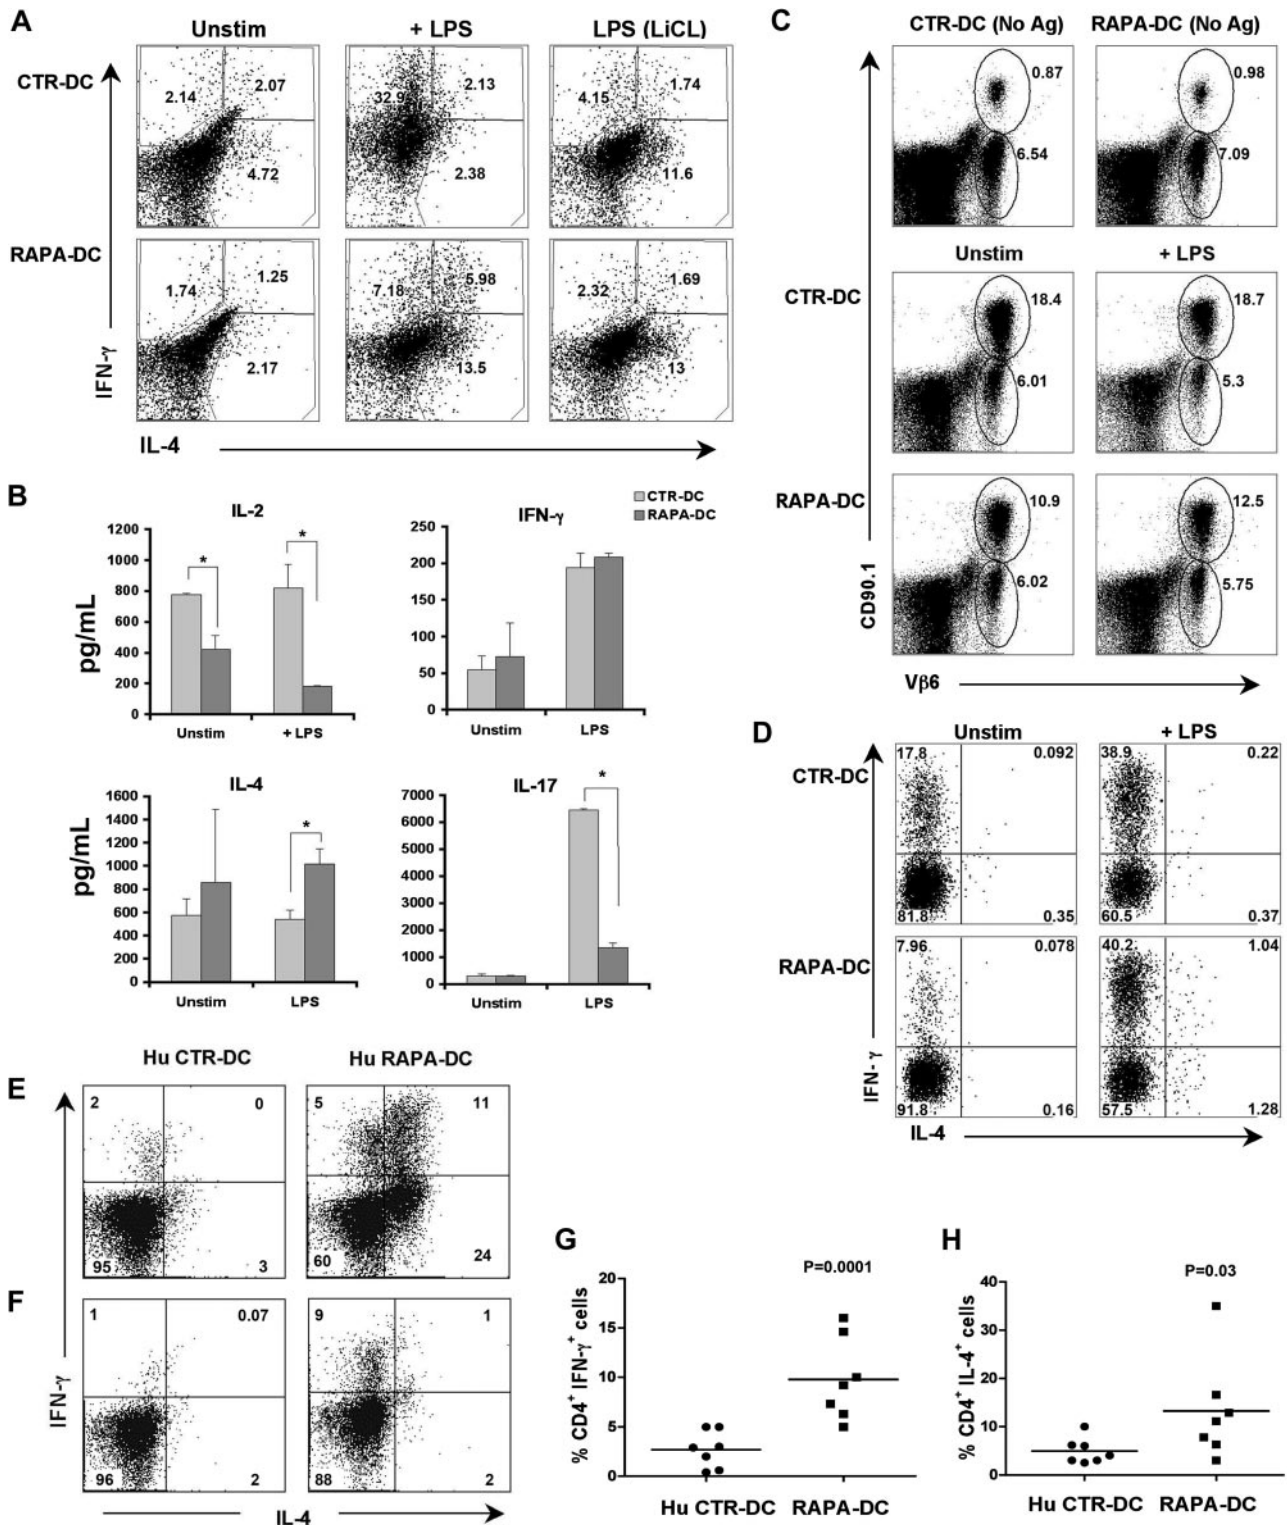 A
Unstim
+ LPS
LPS (LiCL)
CTR-DC
2.14
2.07
4.72
32.9
2.13
2.38
4.15
1.74
11.6
RAPA-DC
1.74
1.25
2.17
7.18
5.98
13.5
2.32
1.69
13
IFN-γ
IL-4
B
CTR-DC
RAPA-DC
IL-2
pg/mL
1200
1000
800
600
400
200
0
*
*
Unstim
+ LPS
IFN-γ
250
200
150
100
50
0
Unstim
LPS
IL-4
pg/mL
1600
1400
1200
1000
800
600
400
200
0
*
Unstim
LPS
IL-17
7000
6000
5000
4000
3000
2000
1000
0
*
Unstim
LPS
C
CTR-DC (No Ag)
RAPA-DC (No Ag)
0.87
6.54
0.98
7.09
Unstim
+ LPS
CTR-DC
18.4
6.01
18.7
5.3
RAPA-DC
10.9
6.02
12.5
5.75
CD90.1
Vβ6
D
Unstim
+ LPS
CTR-DC
17.8
0.092
81.8
0.35
38.9
0.22
60.5
0.37
RAPA-DC
7.96
0.078
91.8
0.16
40.2
1.04
57.5
1.28
IFN- γ
IL-4
Hu CTR-DC
Hu RAPA-DC
E
2
0
95
3
5
11
60
24
F
1
0.07
96
2
9
1
88
2
IFN-γ
IL-4
G
P=0.0001
% CD4+ IFN-γ+ cells
20
15
10
5
0
Hu CTR-DC
RAPA-DC
H
P=0.03
% CD4+ IL-4+ cells
40
30
20
10
0
Hu CTR-DC
RAPA-DC